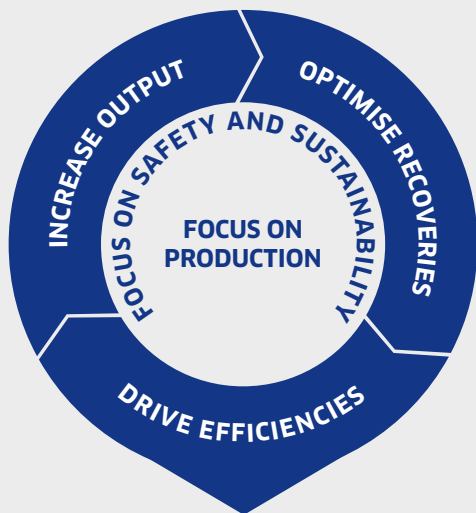 INCREASE OUTPUT
OPTIMISE RECOVERIES
DRIVE EFFICIENCIES
FOCUS ON SAFETY AND SUSTAINABILITY
FOCUS ON
PRODUCTION